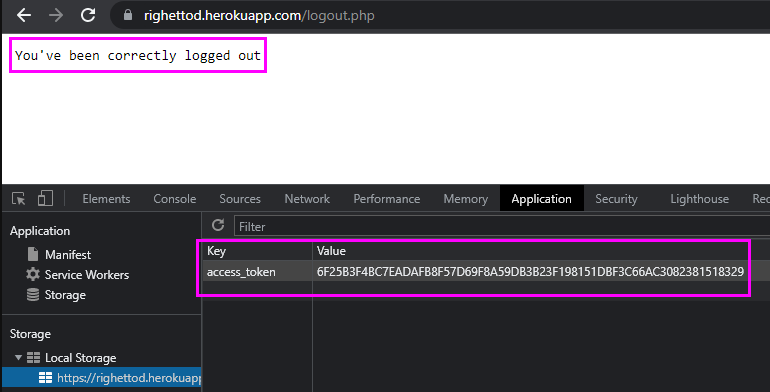 righettod.herokuapp.com/logout.php
You've been correctly logged out
Elements Console Sources Network Performance Memory Application Security Lighthouse Rec
Application
Filter
Manifest
Service Workers
Storage
Key Value
access_token 6F25B3F4BC7EADAFB8F57D69F8A59DB3B23F198151DBF3C66AC3082381518329
Storage
Local Storage
https://righettod.herokuapp